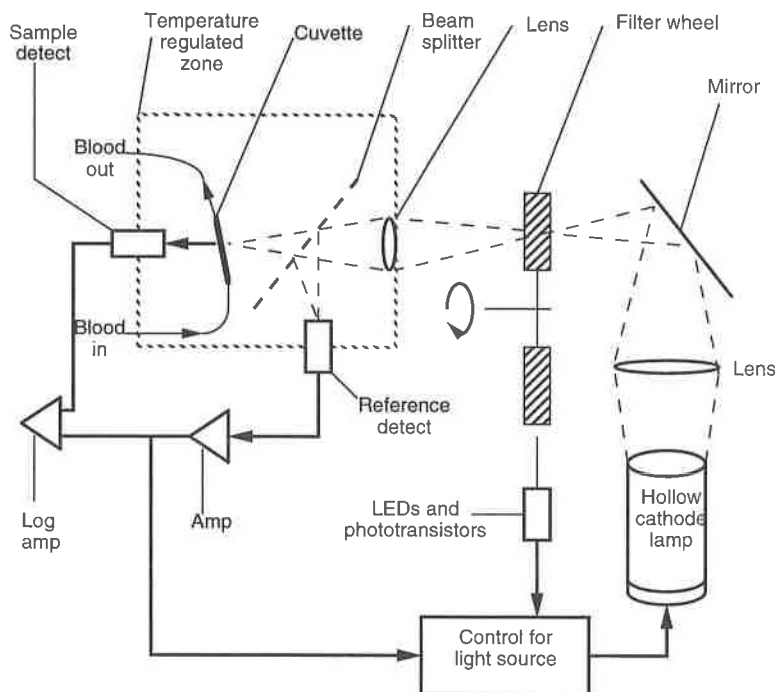 Sample
detect
Temperature
regulated
zone
Cuvette
Beam
splitter
Lens
Filter wheel
Mirror
Blood
out
Blood
in
Reference
detect
Lens
Log
amp
Amp
LEDs and
phototransistors
Hollow
cathode
lamp
Control for
light source